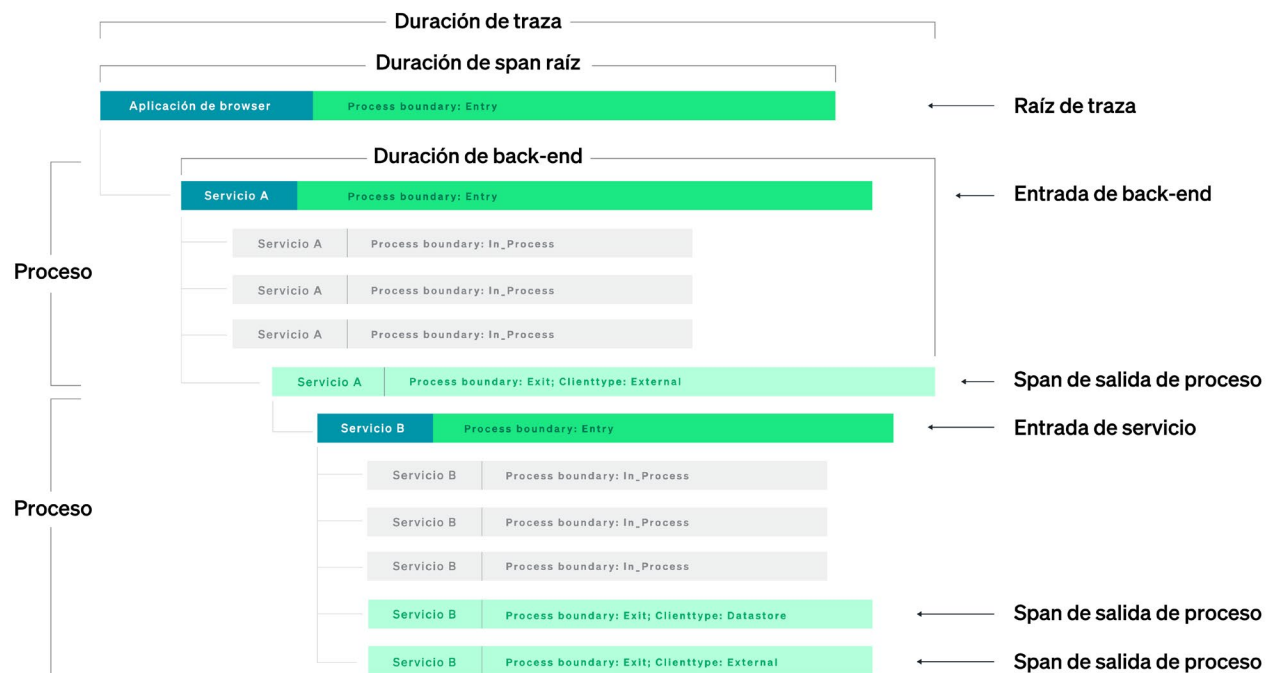 Duración de traza
Duración de span raíz
Aplicación de browser Process boundary: Entry
Raíz de traza
Duración de back-end
Servicio A Process boundary: Entry
Entrada de back-end
Servicio A Process boundary: In_Process
Proceso
Servicio A Process boundary: In_Process
Servicio A Process boundary: In_Process
Servicio A Process boundary: Exit; Clienttype: External
Span de salida de proceso
Servicio B Process boundary: Entry
Entrada de servicio
Servicio B Process boundary: In_Process
Proceso
Servicio B Process boundary: In_Process
Servicio B Process boundary: In_Process
Servicio B Process boundary: Exit; Clienttype: Datastore
Span de salida de proceso
Servicio B Process boundary: Exit; Clienttype: External
Span de salida de proceso